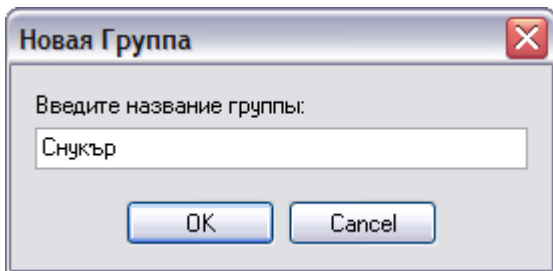 Новая Группа
Введите название группы:
Снукър
OK
Cancel